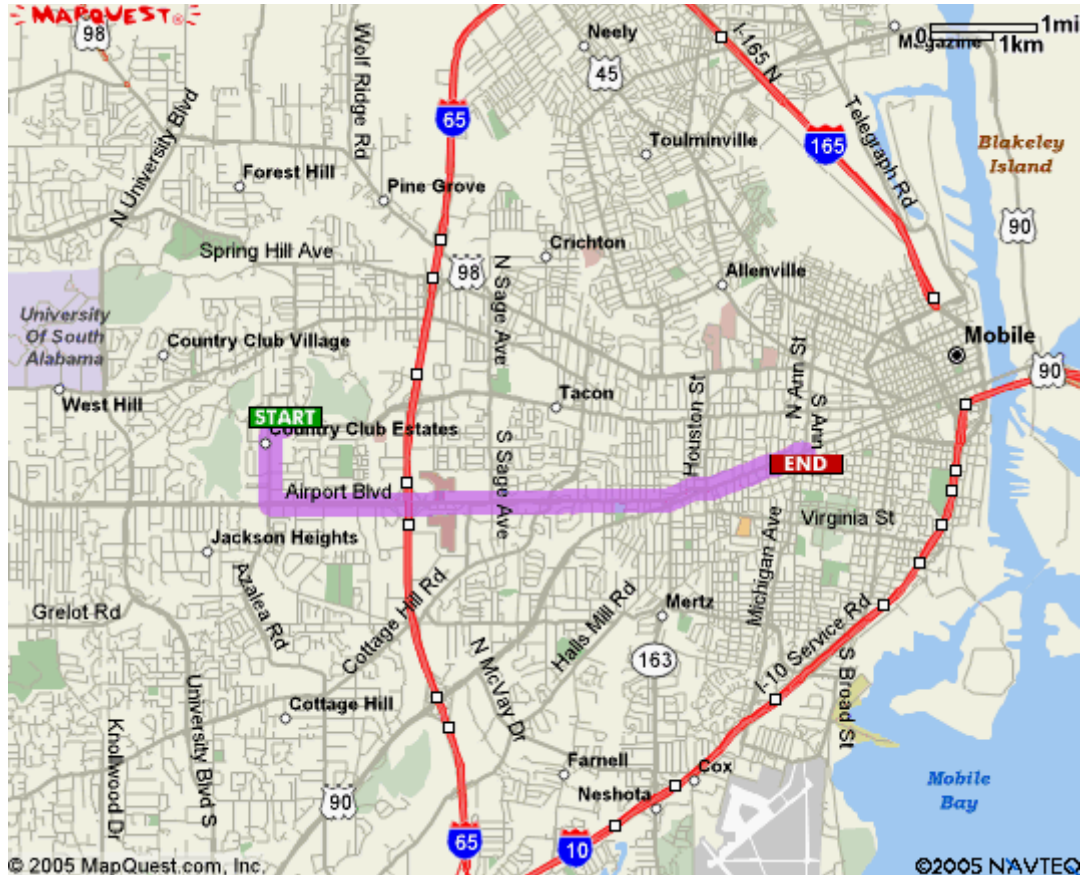 MAPQUEST
98
Neely
0
1mi
1km
Magazine
I-165 N
45
Wolf Ridge Rd
65
N University Blvd
Toulminville
165
Telegraph Rd
Blakeley
Island
Forest Hill
Pine Grove
90
Spring Hill Ave
Crichton
98
N Sage Ave
Allenville
University
Of South
Alabama
Country Club Village
Mobile
90
West Hill
Tacon
Houston St
N Ann St
S Ann
START
Country Club Estates
S Sage Ave
END
Airport Blvd
Virginia St
Jackson Heights
Michigan Ave
Azalea Rd
Grelot Rd
Cottage Hill Rd
Halls Mill Rd
Mertz
163
N McVay Dr
I-10 Service Rd
S Broad St
University Blvd S
Cottage Hill
Knollwood Dr
Farnell
Cox
Neshota
Mobile
Bay
90
65
10
© 2005 MapQuest.com, Inc.
©2005 NAVTEQ